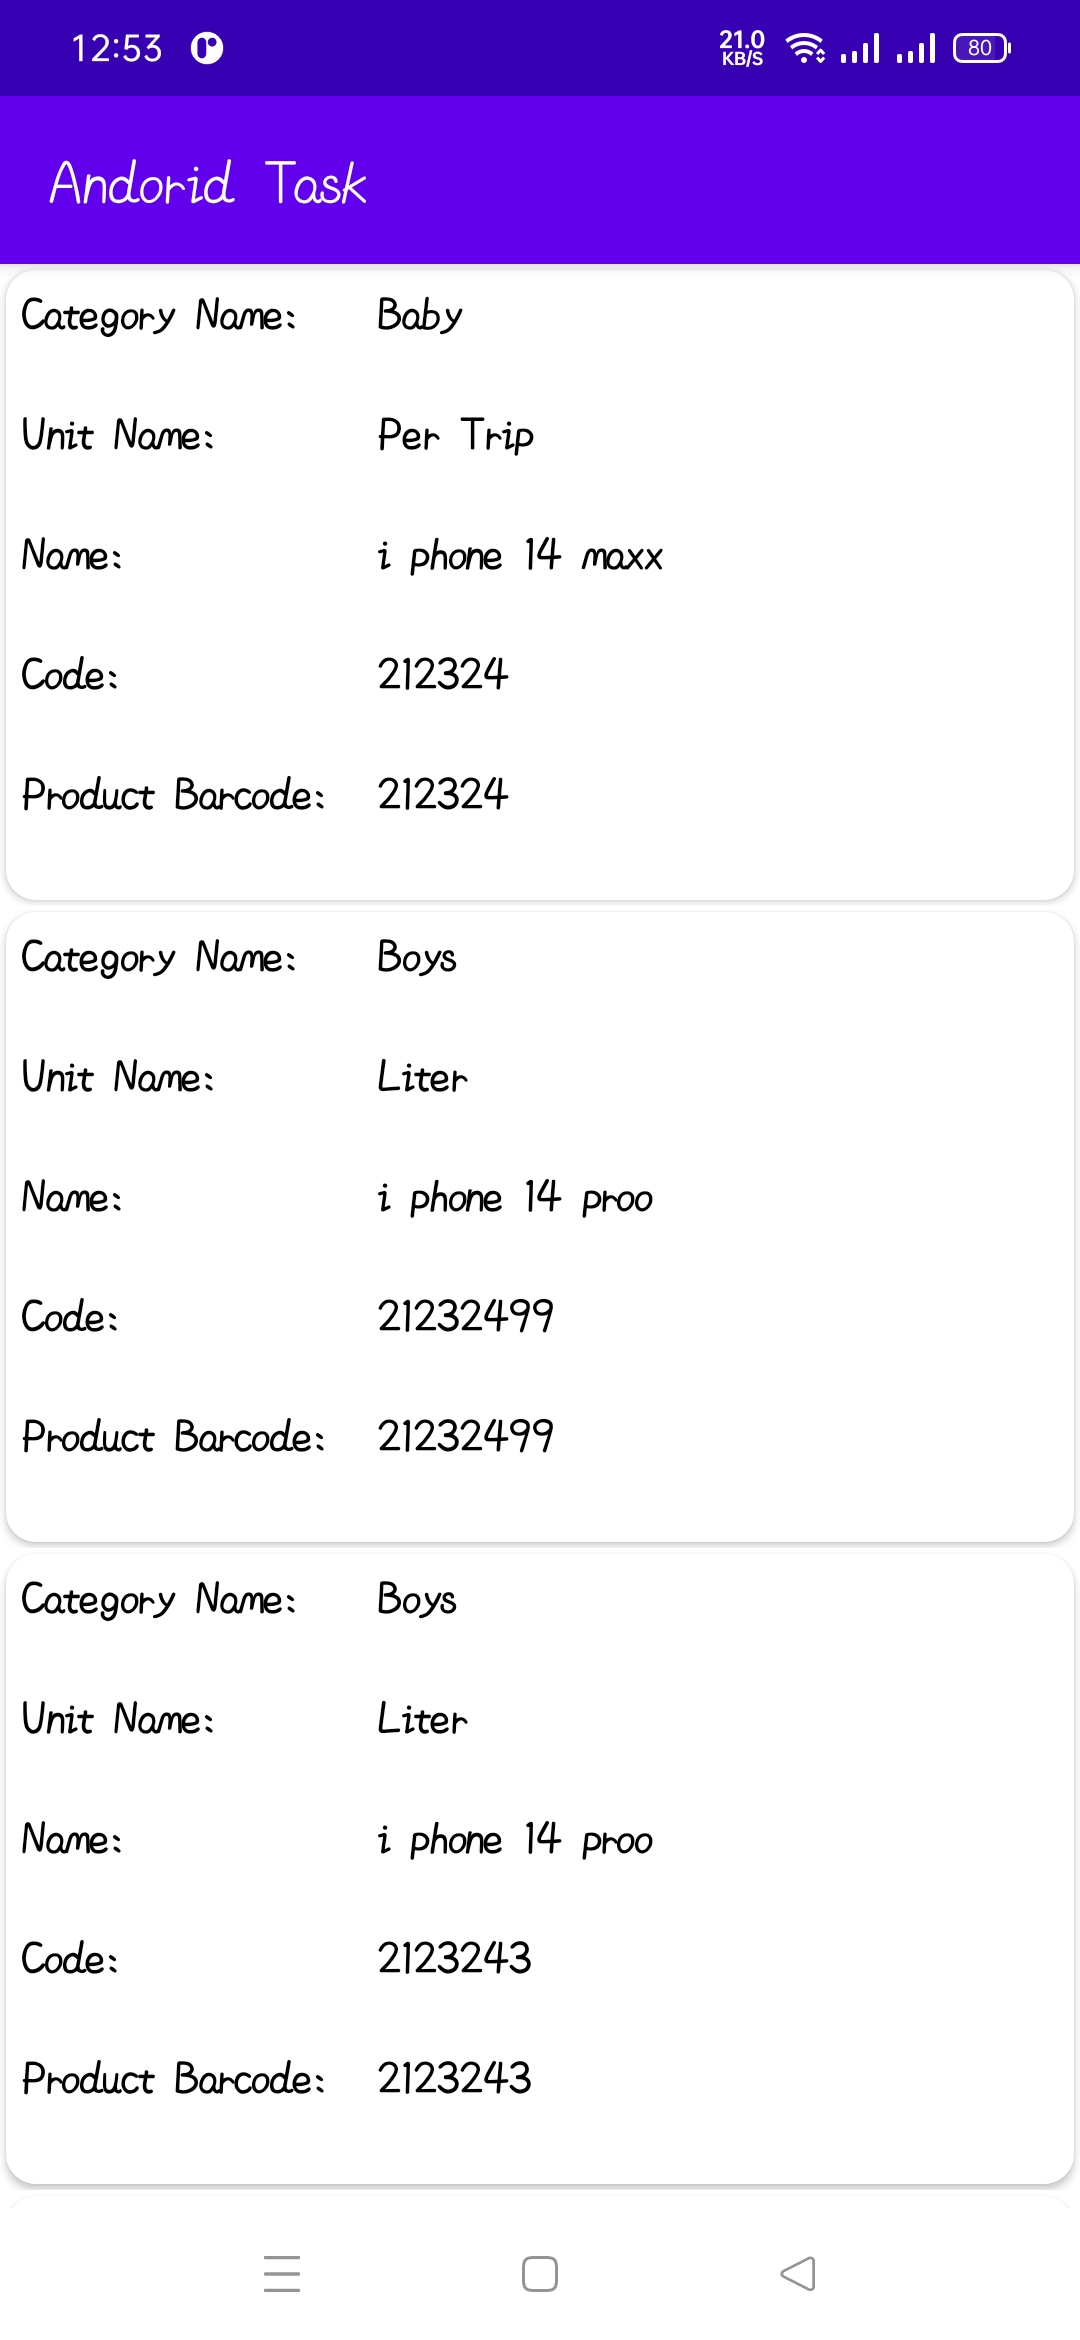 12:53 21.0 KB/S 80
Andorid Task
Category Name: Baby
Unit Name: Per Trip
Name: i phone 14 maxx
Code: 212324
Product Barcode: 212324
Category Name: Boys
Unit Name: Liter
Name: i phone 14 proo
Code: 21232499
Product Barcode: 21232499
Category Name: Boys
Unit Name: Liter
Name: i phone 14 proo
Code: 2123243
Product Barcode: 2123243